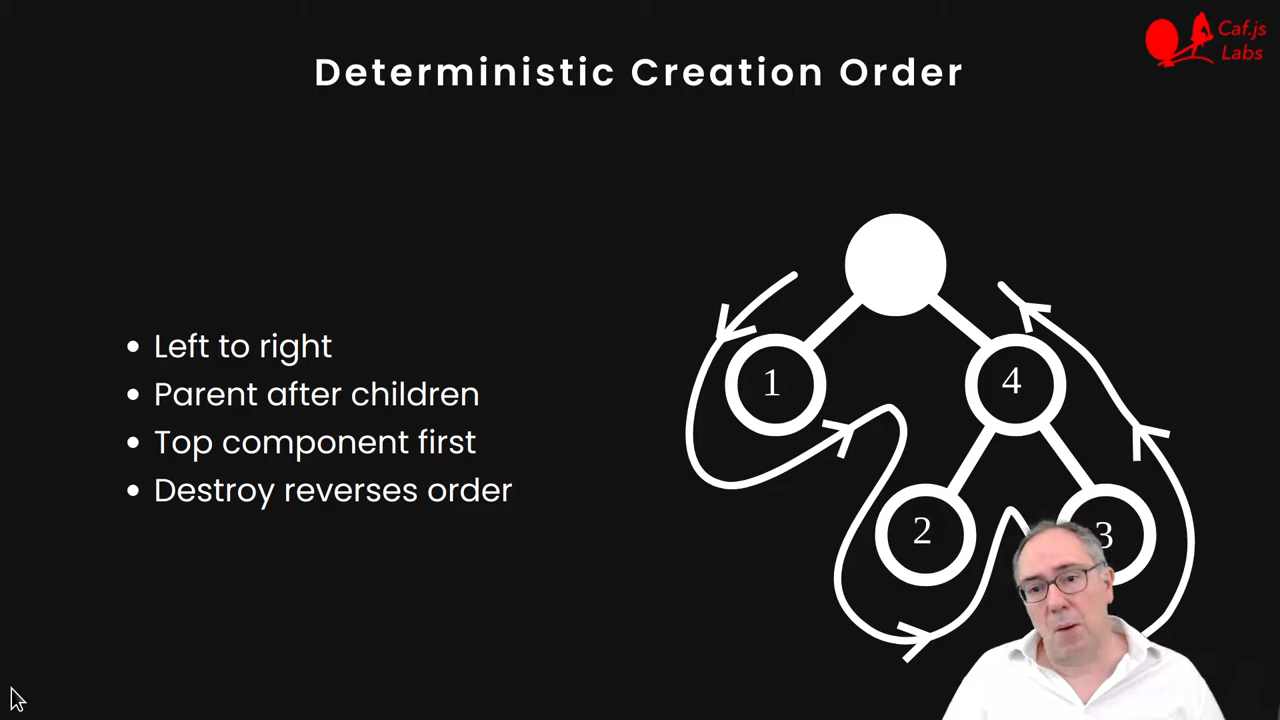 Deterministic Creation Order
Caf.js
Labs
Left to right
Parent after children
Top component first
Destroy reverses order
1
4
2
3